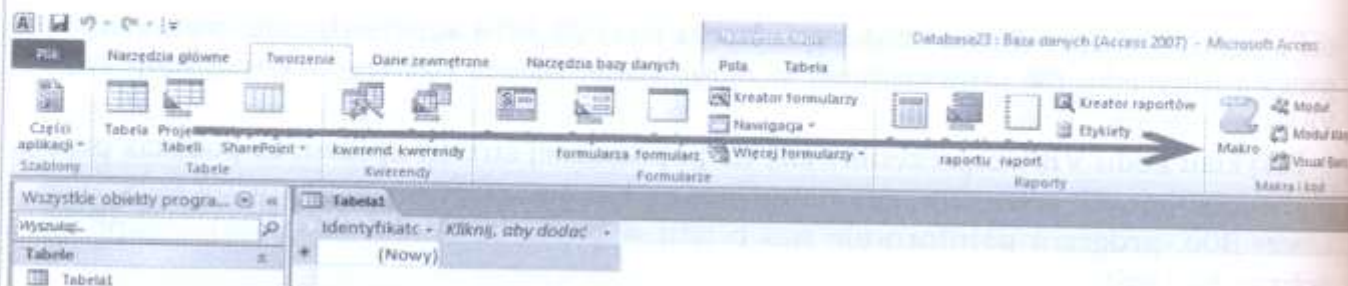 Database23 : Baza danych (Access 2007) - Microsoft Access
Plik Narzędzia główne Tworzenie Dane zewnętrzne Narzędzia bazy danych Pola Tabela
Części aplikacji
Szablony
Tabela
tabeli SharePoint
Tabele
kwerend kwerendy
Kwerendy
formularza formularz
Kreator formularzy
Nawigacja
Więcej formularzy
Formularze
raportu raport
Kreator raportów
Etykiety
Raporty
Makro
Moduł
Makra i kod
Wszystkie obiekty progra...
Wyszukaj...
Tabele
Tabela1
Tabela1
Identyfikatc Kliknij, aby dodać
* (Nowy)